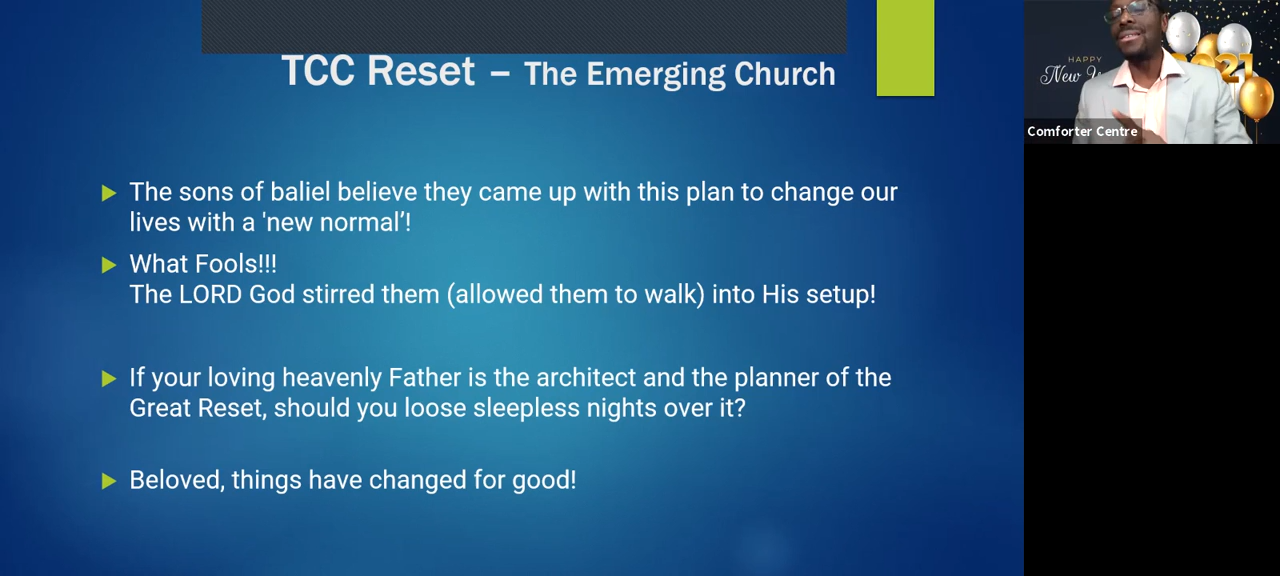 TCC Reset – The Emerging Church
The sons of baliel believe they came up with this plan to change our
lives with a 'new normal’!
What Fools!!!
The LORD God stirred them (allowed them to walk) into His setup!
If your loving heavenly Father is the architect and the planner of the
Great Reset, should you loose sleepless nights over it?
Beloved, things have changed for good!
HAPPY
New
2021
Comforter Centre